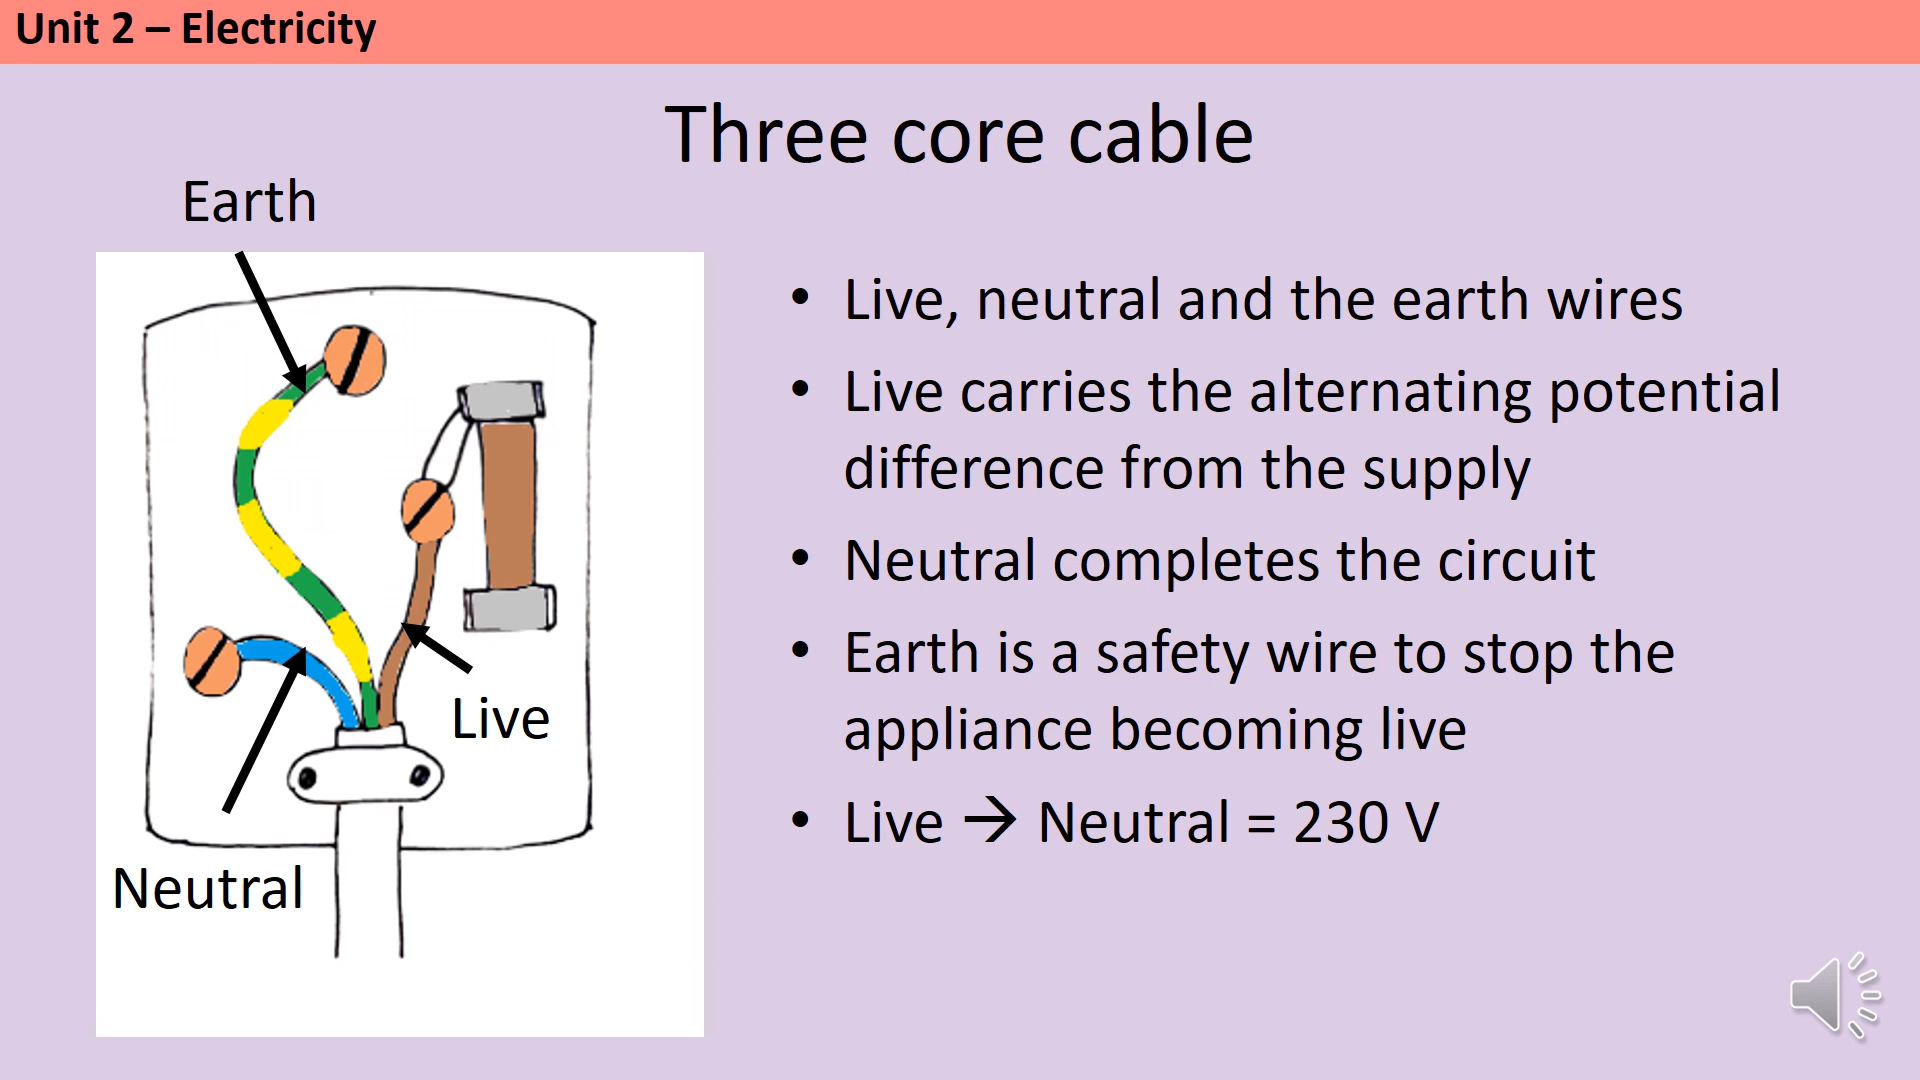 Unit 2 – Electricity
Three core cable
Earth
Live
Neutral
• Live, neutral and the earth wires
• Live carries the alternating potential
difference from the supply
• Neutral completes the circuit
• Earth is a safety wire to stop the
appliance becoming live
• Live → Neutral = 230 V